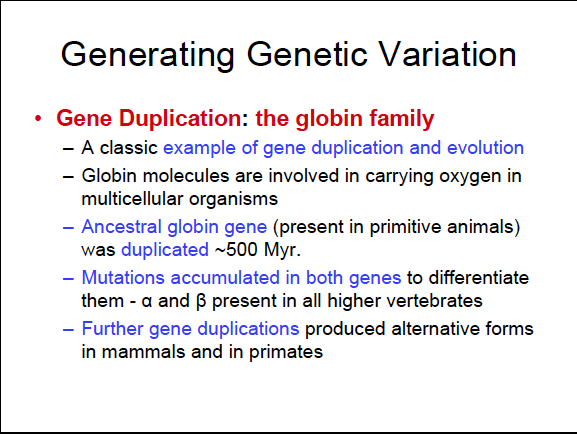 Generating Genetic Variation
• Gene Duplication: the globin family
– A classic example of gene duplication and evolution
– Globin molecules are involved in carrying oxygen in
multicellular organisms
– Ancestral globin gene (present in primitive animals)
was duplicated ~500 Myr.
– Mutations accumulated in both genes to differentiate
them - α and β present in all higher vertebrates
– Further gene duplications produced alternative forms
in mammals and in primates